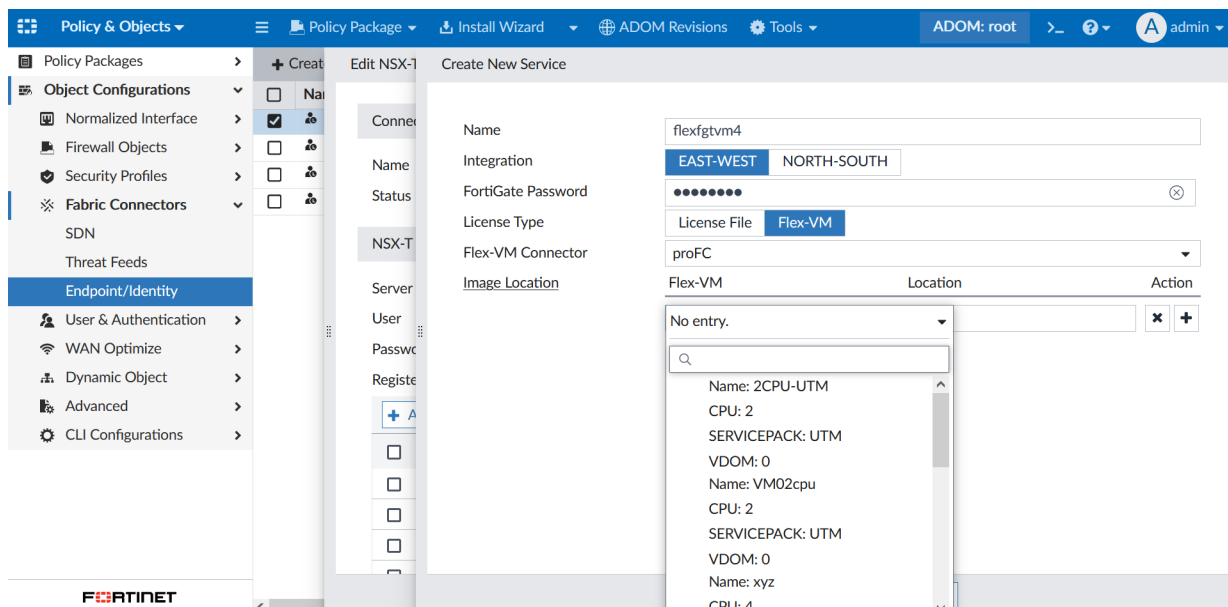 Policy & Objects
Policy Package
Install Wizard
ADOM Revisions
Tools
ADOM: root
>_
?
A
admin
Policy Packages
Object Configurations
Normalized Interface
Firewall Objects
Security Profiles
Fabric Connectors
SDN
Threat Feeds
Endpoint/Identity
User & Authentication
WAN Optimize
Dynamic Object
Advanced
CLI Configurations
FORTINET
+ Creat
Nar
Edit NSX-T
Connec
Name
Status
NSX-T
Server
User
Passwo
Registe
+ A
Create New Service
Name
flexfgtvm4
Integration
EAST-WEST NORTH-SOUTH
FortiGate Password
●●●●●●●●
License Type
License File Flex-VM
Flex-VM Connector
proFC
Image Location
Flex-VM Location Action
No entry.
Name: 2CPU-UTM
CPU: 2
SERVICEPACK: UTM
VDOM: 0
Name: VM02cpu
CPU: 2
SERVICEPACK: UTM
VDOM: 0
Name: xyz
CPU: 4